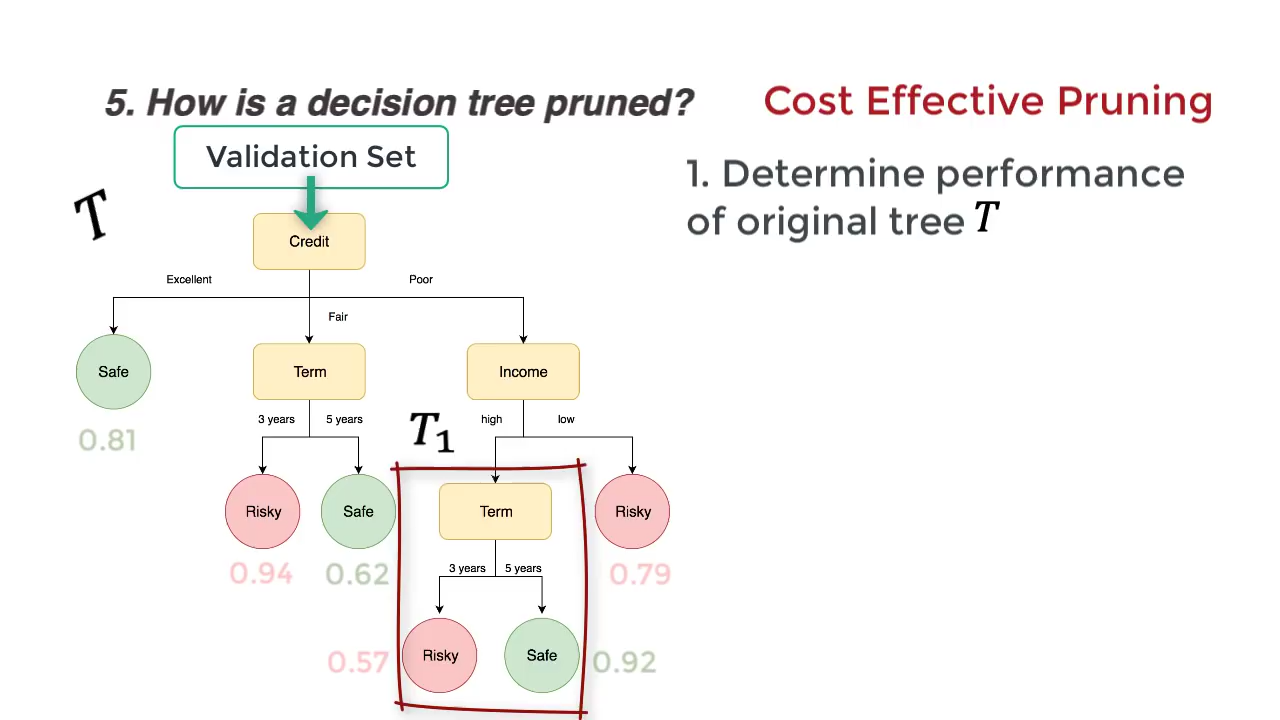 5. How is a decision tree pruned?
Cost Effective Pruning
Validation Set
1. Determine performance
of original tree T
T
Credit
Excellent
Poor
Fair
Safe
Term
Income
0.81
3 years
5 years
T₁
high
low
Risky
Safe
Term
Risky
0.94
0.62
3 years
5 years
0.79
0.57
Risky
Safe
0.92